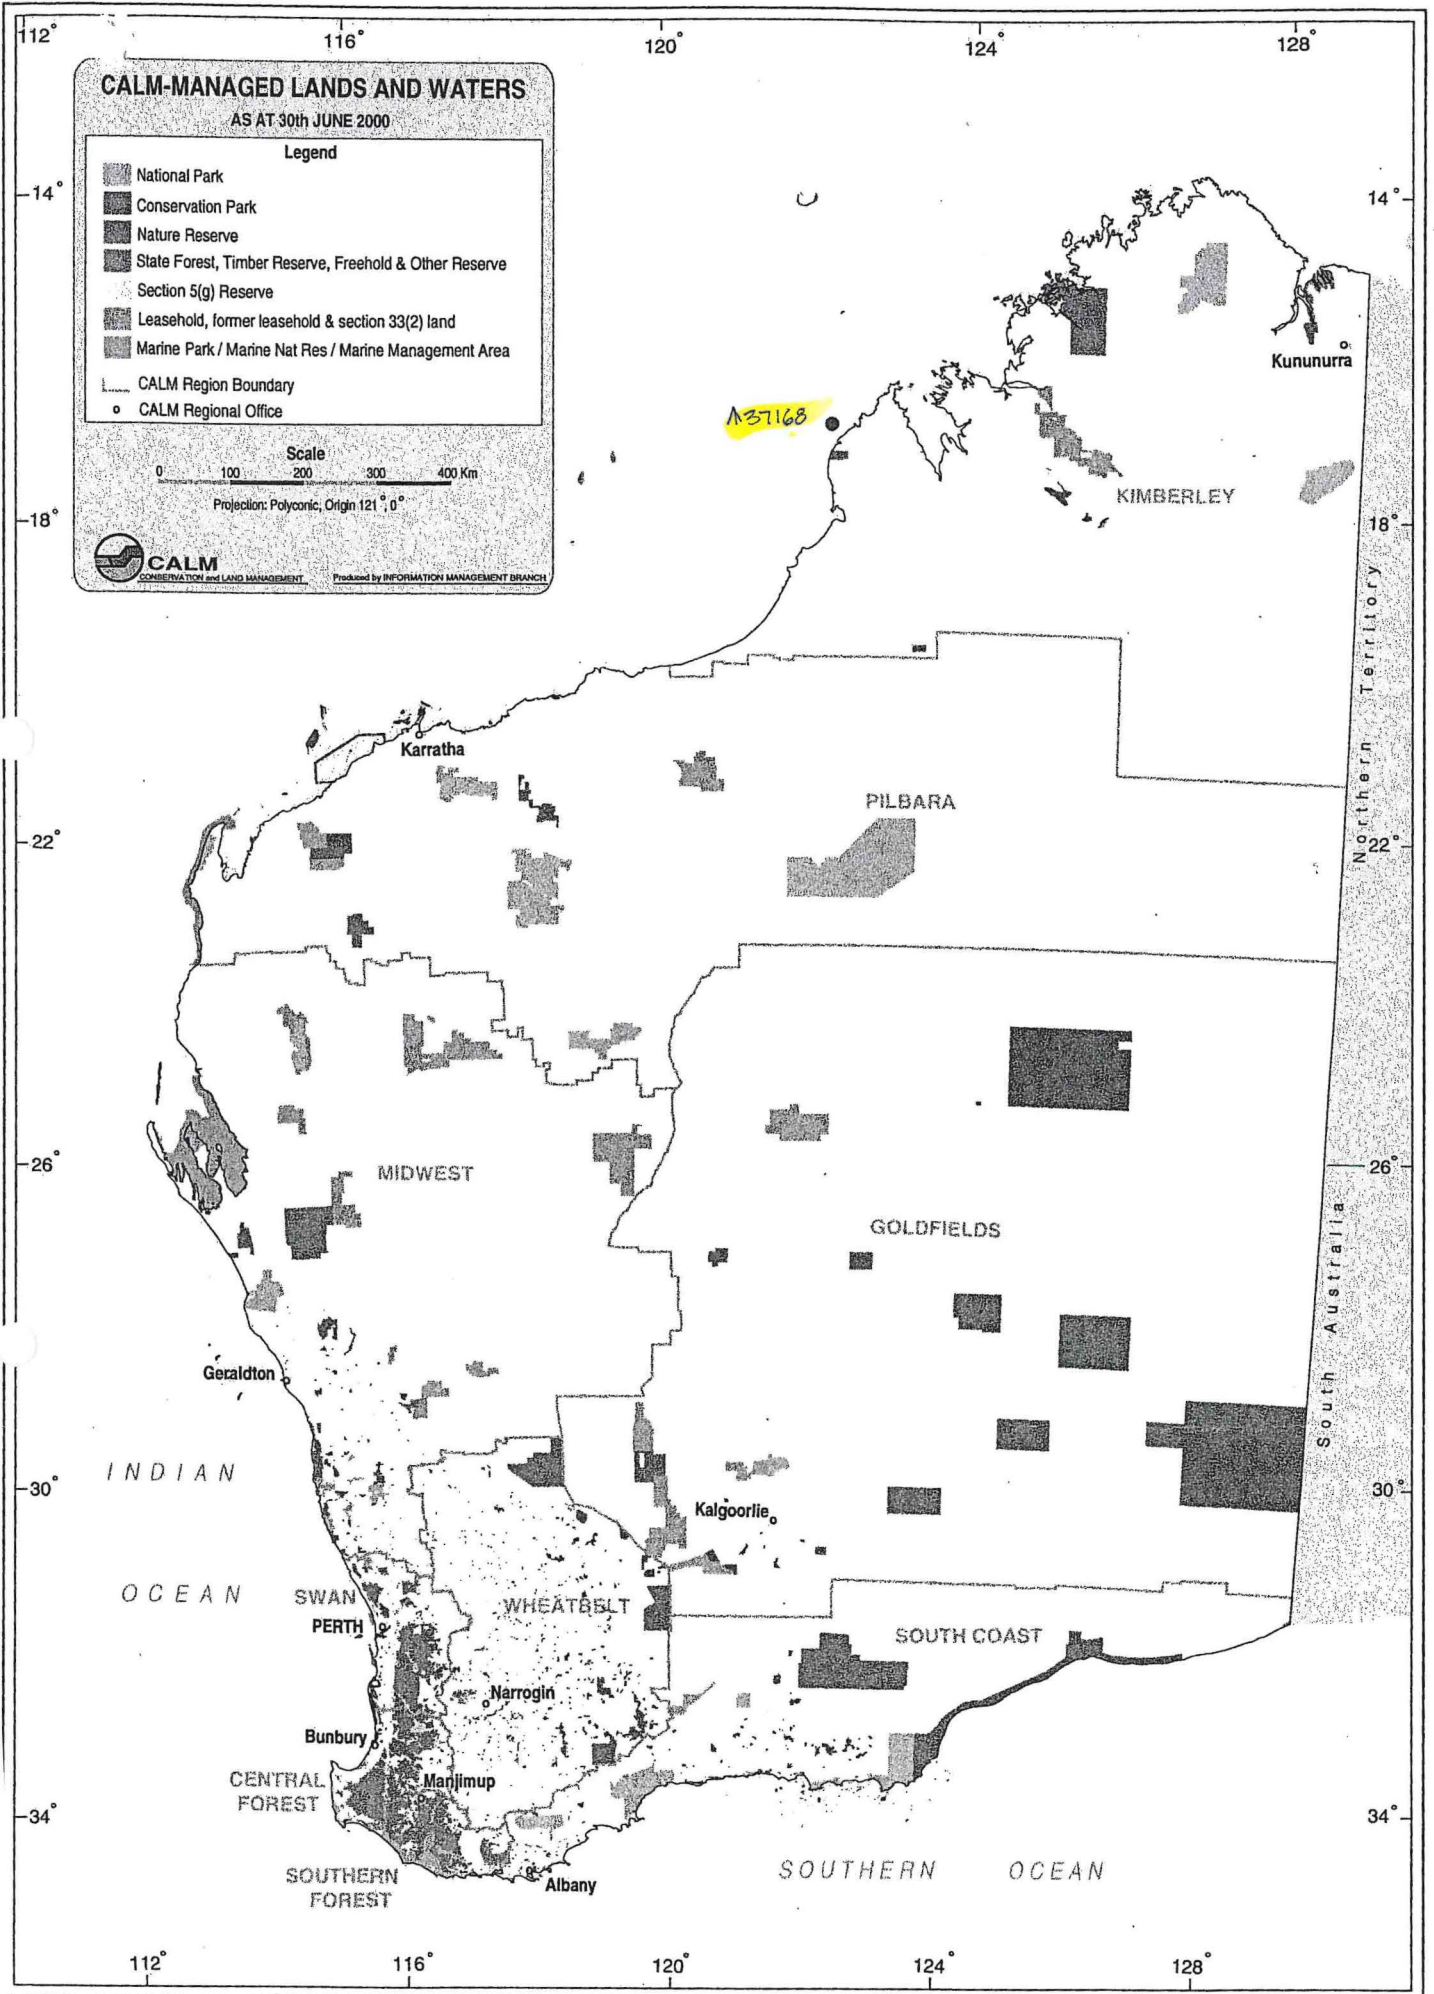 112° 116° 120° 124° 128°
CALM-MANAGED LANDS AND WATERS
AS AT 30th JUNE 2000
Legend
National Park
Conservation Park
Nature Reserve
State Forest, Timber Reserve, Freehold & Other Reserve
Section 5(g) Reserve
Leasehold, former leasehold & section 33(2) land
Marine Park / Marine Nat Res / Marine Management Area
CALM Region Boundary
CALM Regional Office
Scale
0 100 200 300 400 Km
Projection: Polyconic, Origin 121°, 0°
CALM
CONSERVATION and LAND MANAGEMENT Produced by INFORMATION MANAGEMENT BRANCH
14° 14°
Kununurra
37168
KIMBERLEY
18° 18°
Northern Territory
Karratha
PILBARA
22° 22°
26° 26°
MIDWEST
GOLDFIELDS
South Australia
Geraldton
INDIAN
30° 30°
Kalgoorlie
OCEAN
SWAN
WHEATBELT
PERTH
SOUTH COAST
Narrogin
Bunbury
CENTRAL
FOREST
Manjimup
34° 34°
SOUTHERN
FOREST
Albany
SOUTHERN OCEAN
112° 116° 120° 124° 128°